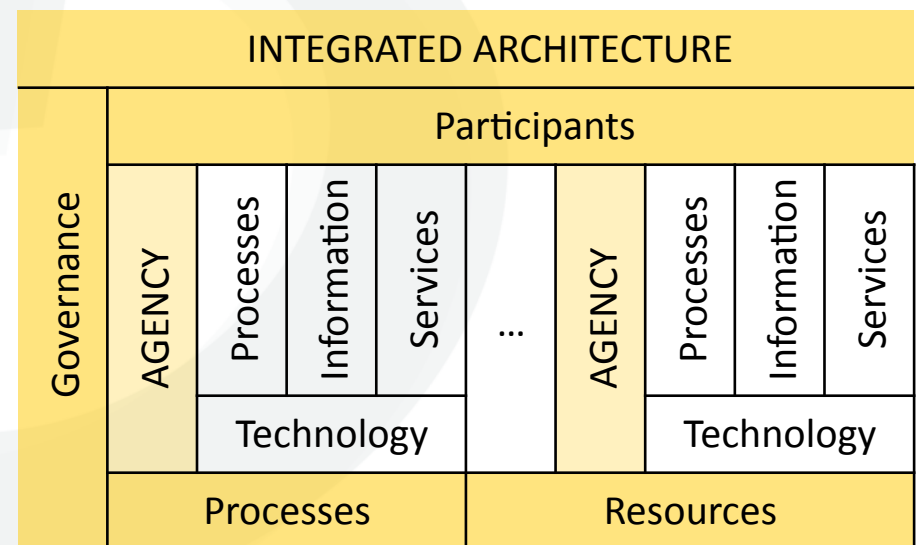 INTEGRATED ARCHITECTURE
Governance
Participants
AGENCY
Processes
Information
Services
Technology
...
AGENCY
Processes
Information
Services
Technology
Processes
Resources